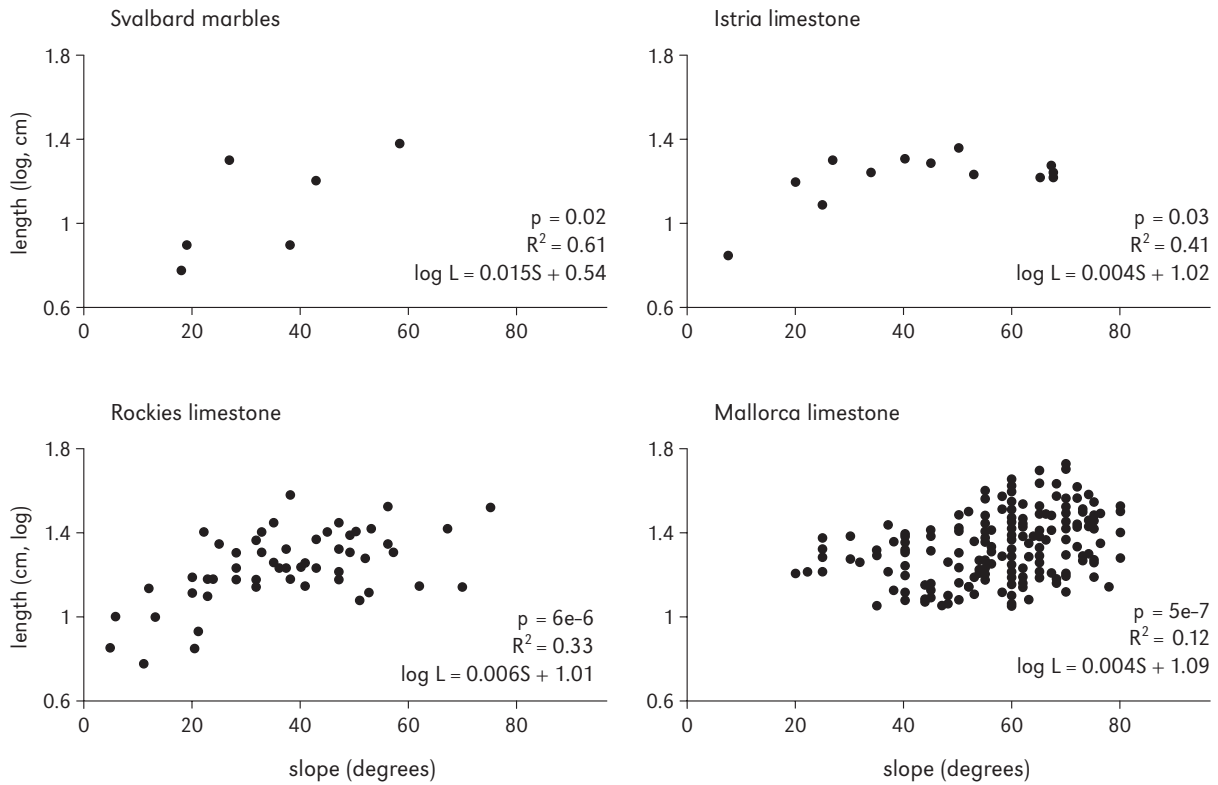 Svalbard marbles
1.8
1.4
1
0.6
length (log, cm)
p = 0.02
R² = 0.61
log L = 0.015S + 0.54
0 20 40 60 80
Istria limestone
1.8
1.4
1
0.6
p = 0.03
R² = 0.41
log L = 0.004S + 1.02
0 20 40 60 80
Rockies limestone
1.8
1.4
1
0.6
length (cm, log)
p = 6e-6
R² = 0.33
log L = 0.006S + 1.01
0 20 40 60 80
slope (degrees)
Mallorca limestone
1.8
1.4
1
0.6
p = 5e-7
R² = 0.12
log L = 0.004S + 1.09
0 20 40 60 80
slope (degrees)